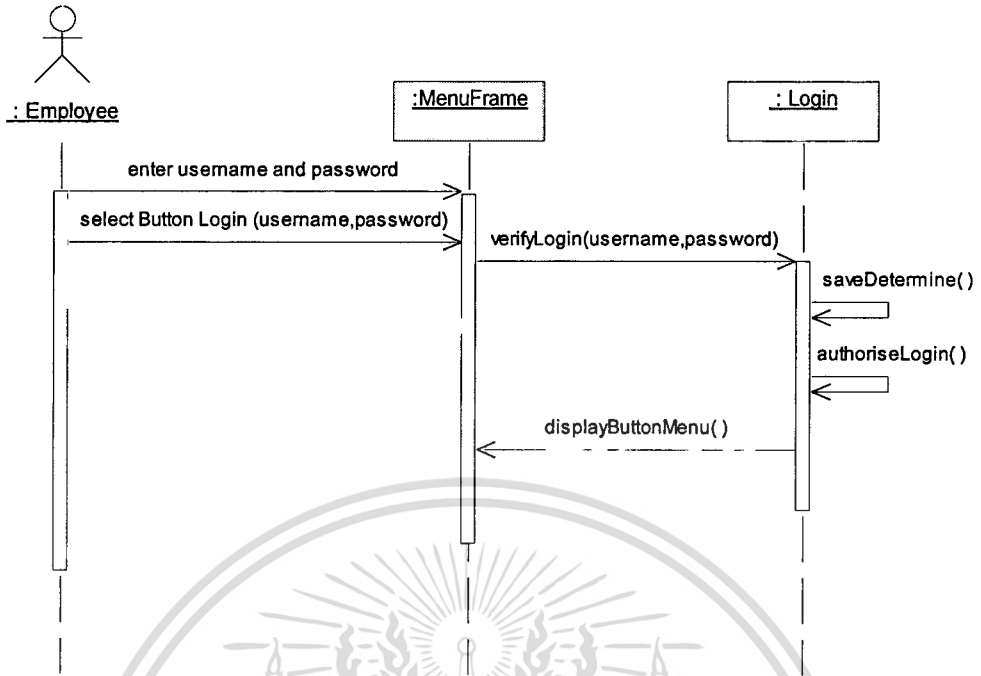 : Employee
:MenuFrame
: Login
enter username and password
select Button Login (username,password)
verifyLogin(username,password)
saveDetermine( )
authoriseLogin( )
displayButtonMenu( )